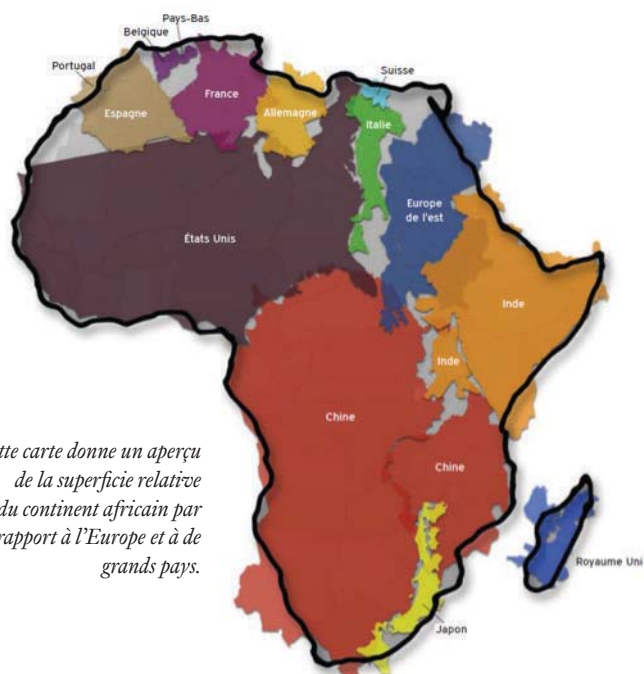 Pays-Bas
Belgique
Portugal
Suisse
Espagne
France
Allemagne
Italie
Europe
de l'est
États Unis
Inde
Inde
Chine
Chine
de la superficie relative
du continent africain par
rapport à l'Europe et à de
grands pays.
carte donne un aperçu
Royaume Uni
Japon